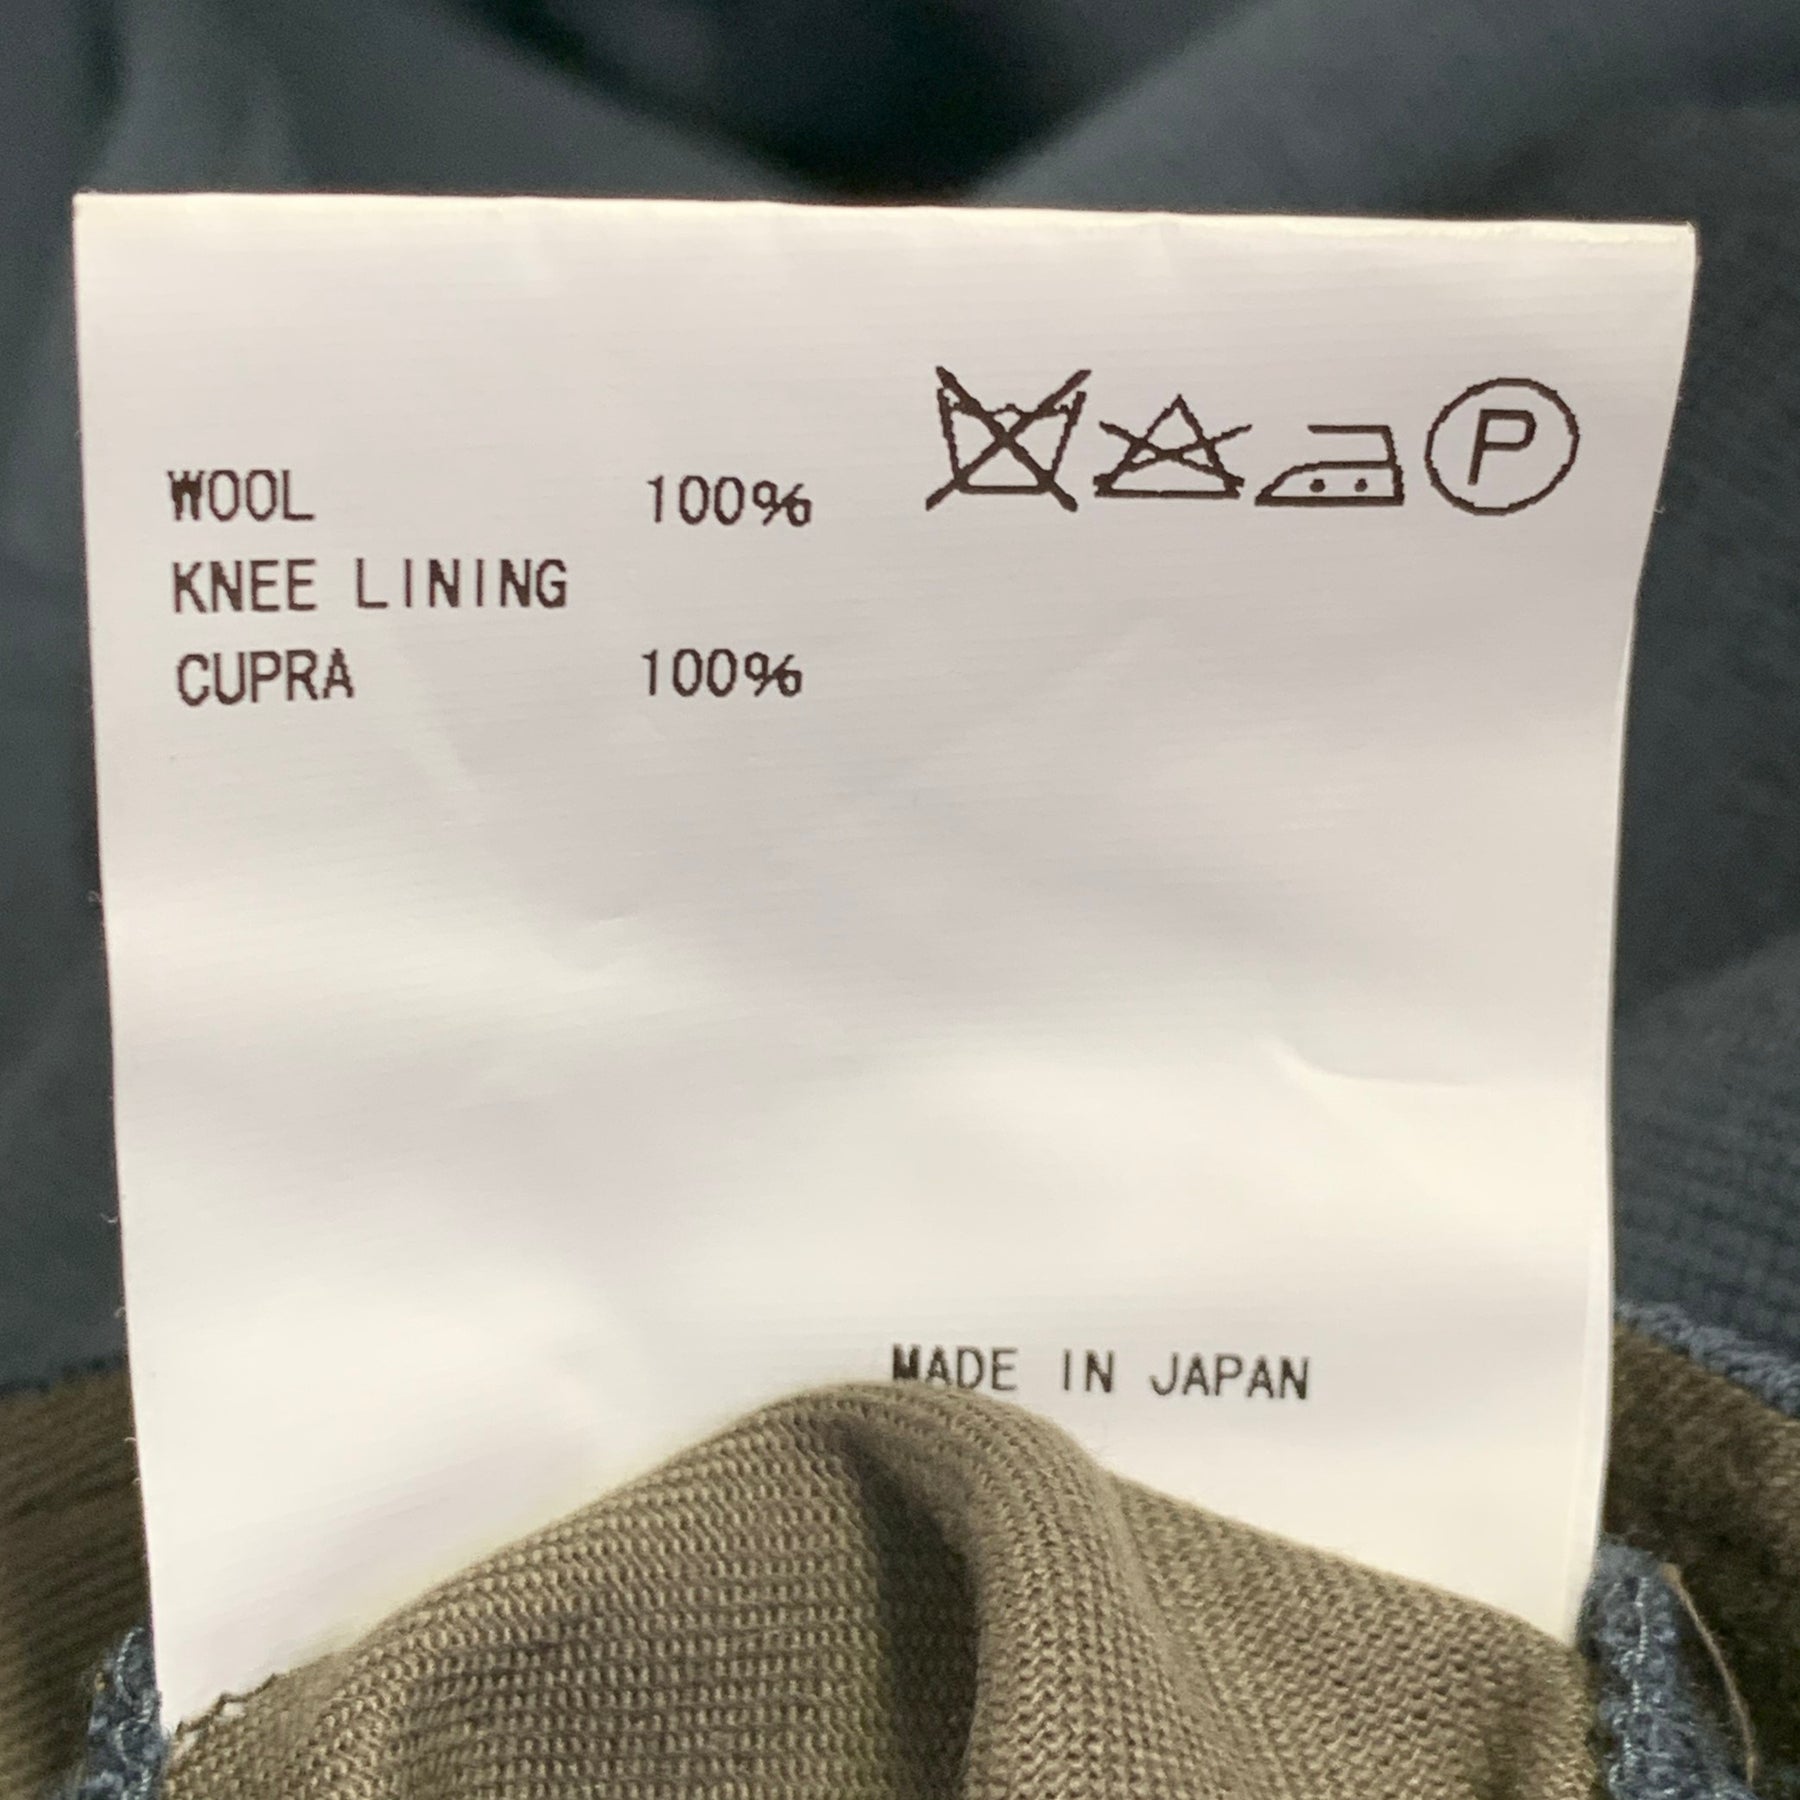 WOOL 100%
KNEE LINING
CUPRA 100%
P
MADE IN JAPAN